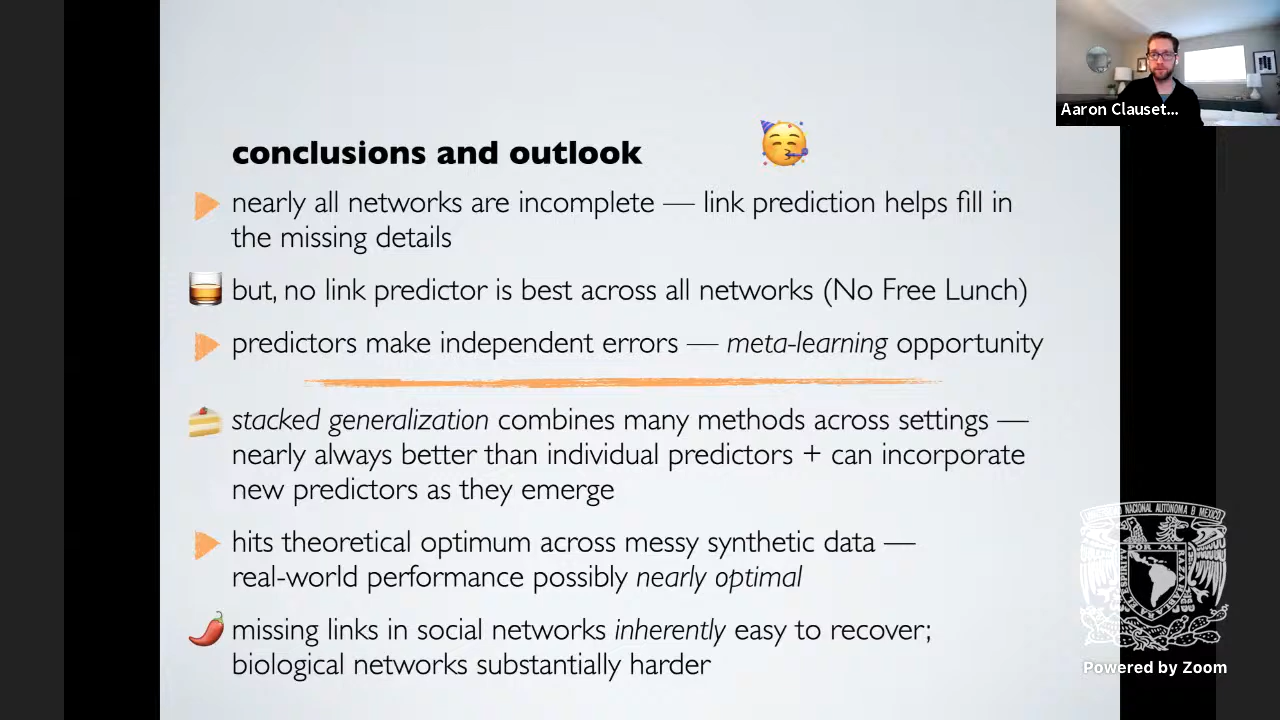 Aaron Clauset...
conclusions and outlook
nearly all networks are incomplete — link prediction helps fill in
the missing details
but, no link predictor is best across all networks (No Free Lunch)
predictors make independent errors — meta-learning opportunity
stacked generalization combines many methods across settings —
nearly always better than individual predictors + can incorporate
new predictors as they emerge
hits theoretical optimum across messy synthetic data —
real-world performance possibly nearly optimal
missing links in social networks inherently easy to recover;
biological networks substantially harder
Powered by Zoom